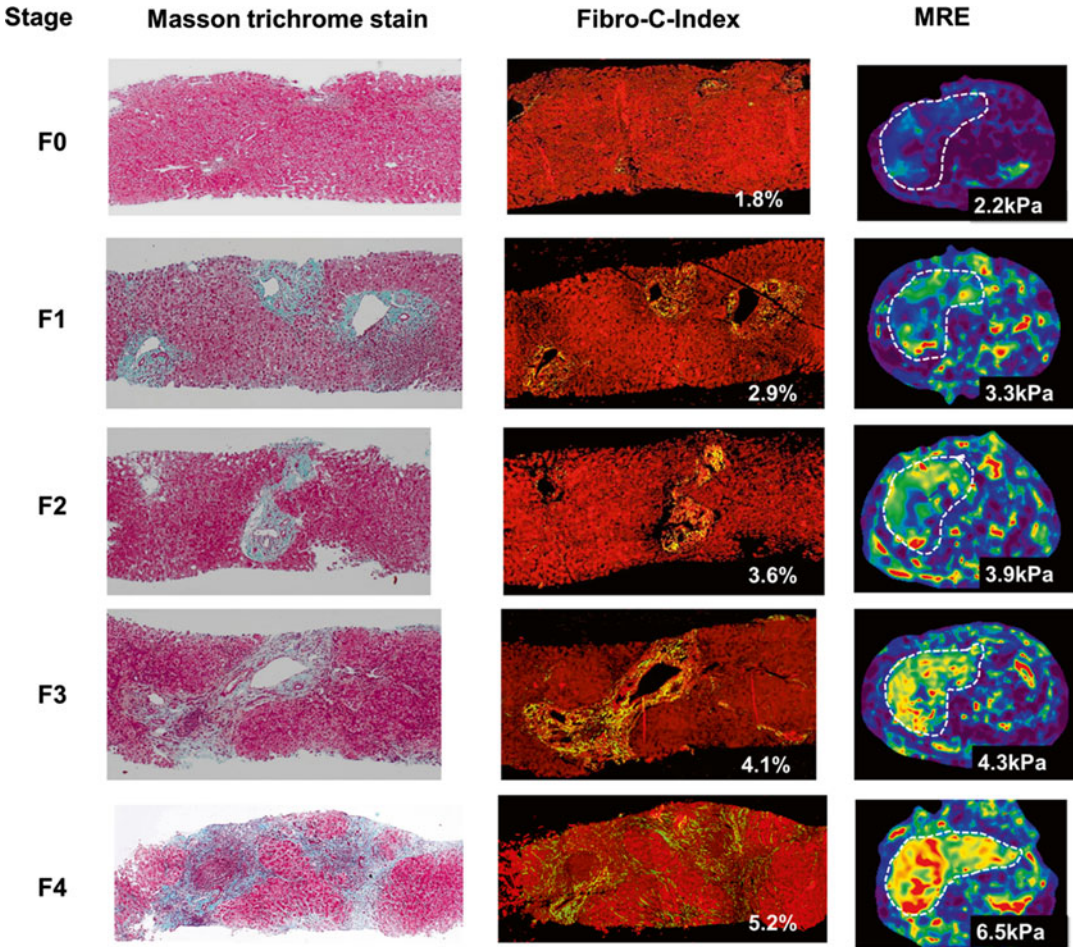 Stage Masson trichrome stain Fibro-C-Index MRE
F0
1.8% 2.2kPa
F1
2.9% 3.3kPa
F2
3.6% 3.9kPa
F3
4.1% 4.3kPa
F4
5.2% 6.5kPa